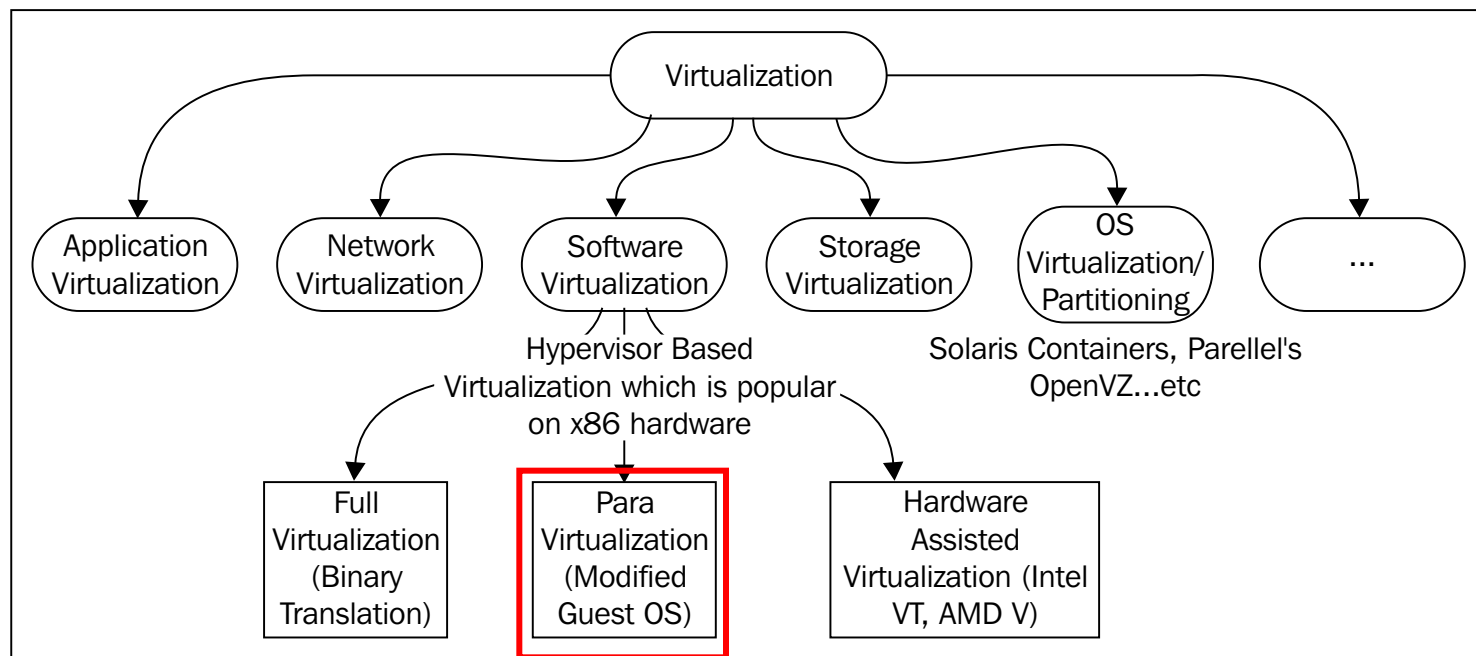 Virtualization
Application
Virtualization
Network
Virtualization
Software
Virtualization
Storage
Virtualization
OS
Virtualization/
Partitioning
...
Hypervisor Based
Virtualization which is popular
on x86 hardware
Solaris Containers, Parellel's
OpenVZ...etc
Full
Virtualization
(Binary
Translation)
Para
Virtualization
(Modified
Guest OS)
Hardware
Assisted
Virtualization (Intel
VT, AMD V)